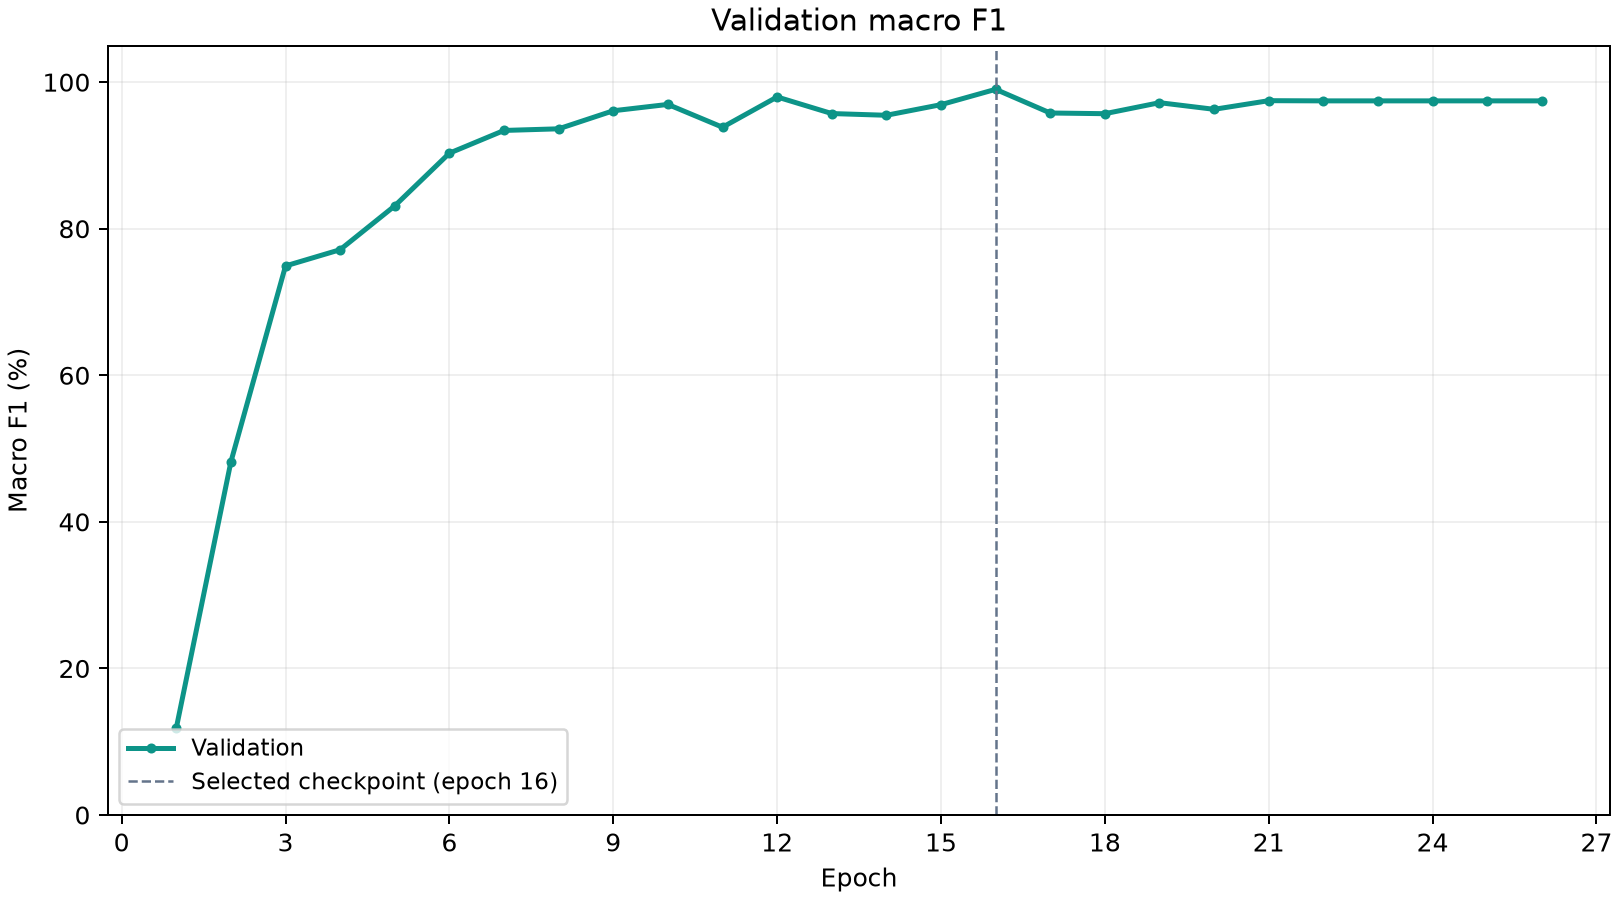 Validation macro F1
Macro F1 (%)
100
80
60
40
20
0
Validation
Selected checkpoint (epoch 16)
0 3 6 9 12 15 18 21 24 27
Epoch